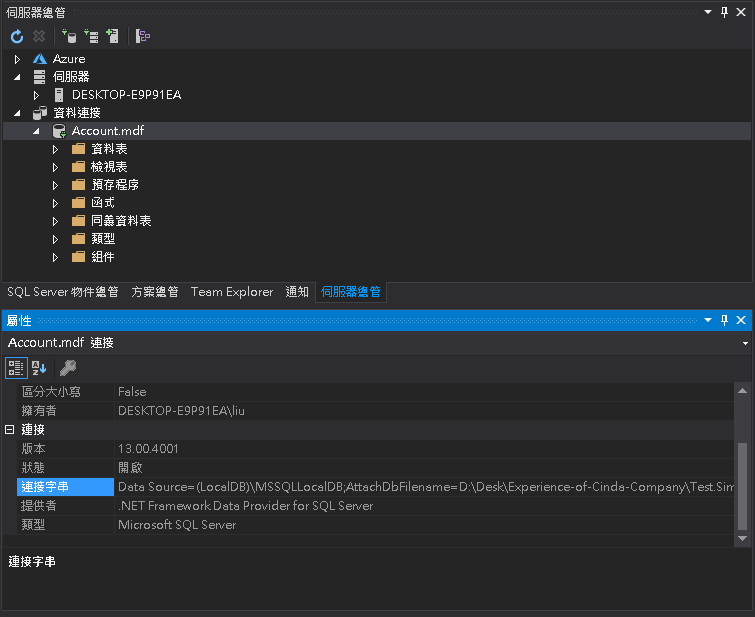 伺服器總管
Azure
伺服器
DESKTOP-E9P91EA
資料連接
Account.mdf
資料表
檢視表
預存程序
函式
同義資料表
類型
組件
SQL Server 物件總管 方案總管 Team Explorer 通知 伺服器總管
屬性
Account.mdf 連接
區分大小寫 False
擁有者 DESKTOP-E9P91EA\liu
連接
版本 13.00.4001
狀態 開啟
連接字串 Data Source=(LocalDB)\MSSQLLocalDB;AttachDbFilename=D:\Desk\Experience-of-Cinda-Company\Test.Sim
提供者 .NET Framework Data Provider for SQL Server
類型 Microsoft SQL Server
連接字串